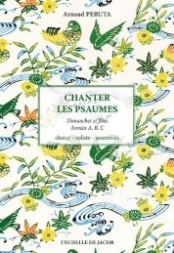 Arnaud PERUTA
CHANTER
LES PSAUMES
Dimanches et fêtes
Années A, B, C
chœur - soliste - assemblée
L'ECHELLE DE JACOB